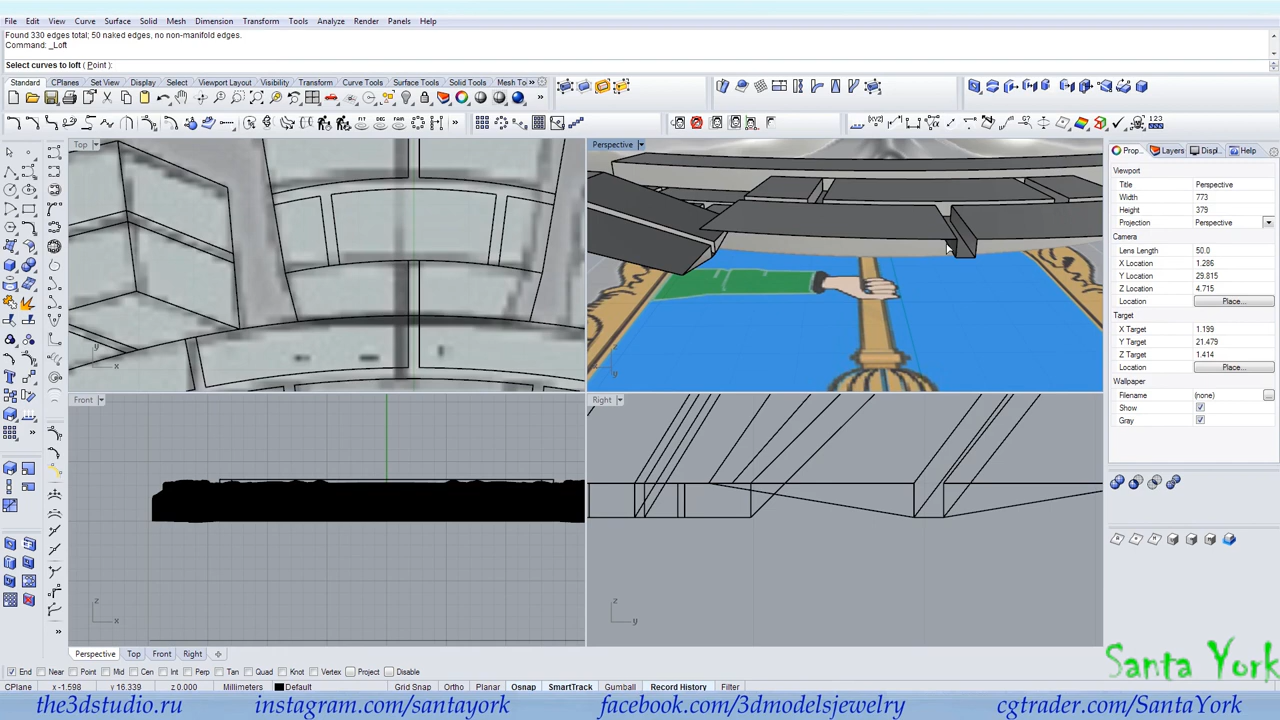 File Edit View Curve Surface Solid Mesh Dimension Transform Tools Analyze Render Panels Help
Found 330 edges total; 50 naked edges, no non-manifold edges.
Command: _Loft
Select curves to loft ( Point ):
Standard CPlanes Set View Display Select Viewport Layout Visibility Transform Curve Tools Surface Tools Solid Tools Mesh To
Top
Perspective
Front
Right
Prop... Layers Displ... Help
Viewport
Title Perspective
Width 773
Height 379
Projection Perspective
Camera
Lens Length 50.0
X Location 1.286
Y Location 29.815
Z Location 4.715
Location Place...
Target
X Target 1.199
Y Target 21.479
Z Target 1.414
Location Place...
Wallpaper
Filename (none) ...
Show
Gray
y x
z y
z x
z y
Perspective Top Front Right
End Near Point Mid Cen Int Perp Tan Quad Knot Vertex Project Disable
CPlane x -1.598 y 16.339 z 0.000 Millimeters Default Grid Snap Ortho Planar Osnap SmartTrack Gumball Record History Filter
Santa York
the3dstudio.ru instagram.com/santayork facebook.com/3dmodelsjewelry cgtrader.com/SantaYork